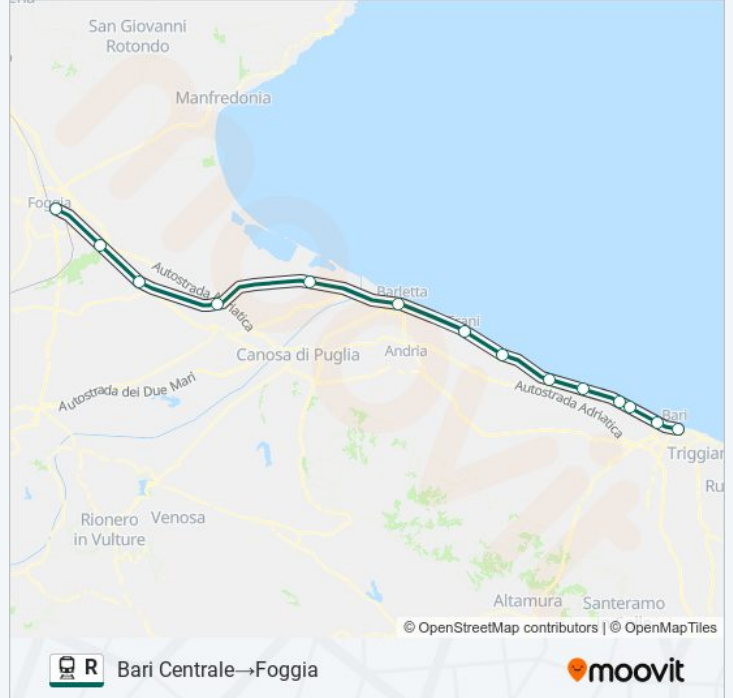 San Giovanni
Rotondo
Manfredonia
Foggia
Autostrada Adriatica
Barletta
Trani
Canosa di Puglia
Andria
Autostrada dei Due Mari
Autostrada Adriatica
Bari
Triggian
Ru
Rionero
in Vulture
Venosa
Altamura
Santeramo
© OpenStreetMap contributors | © OpenMapTiles
R Bari Centrale→Foggia
moovit
moovit